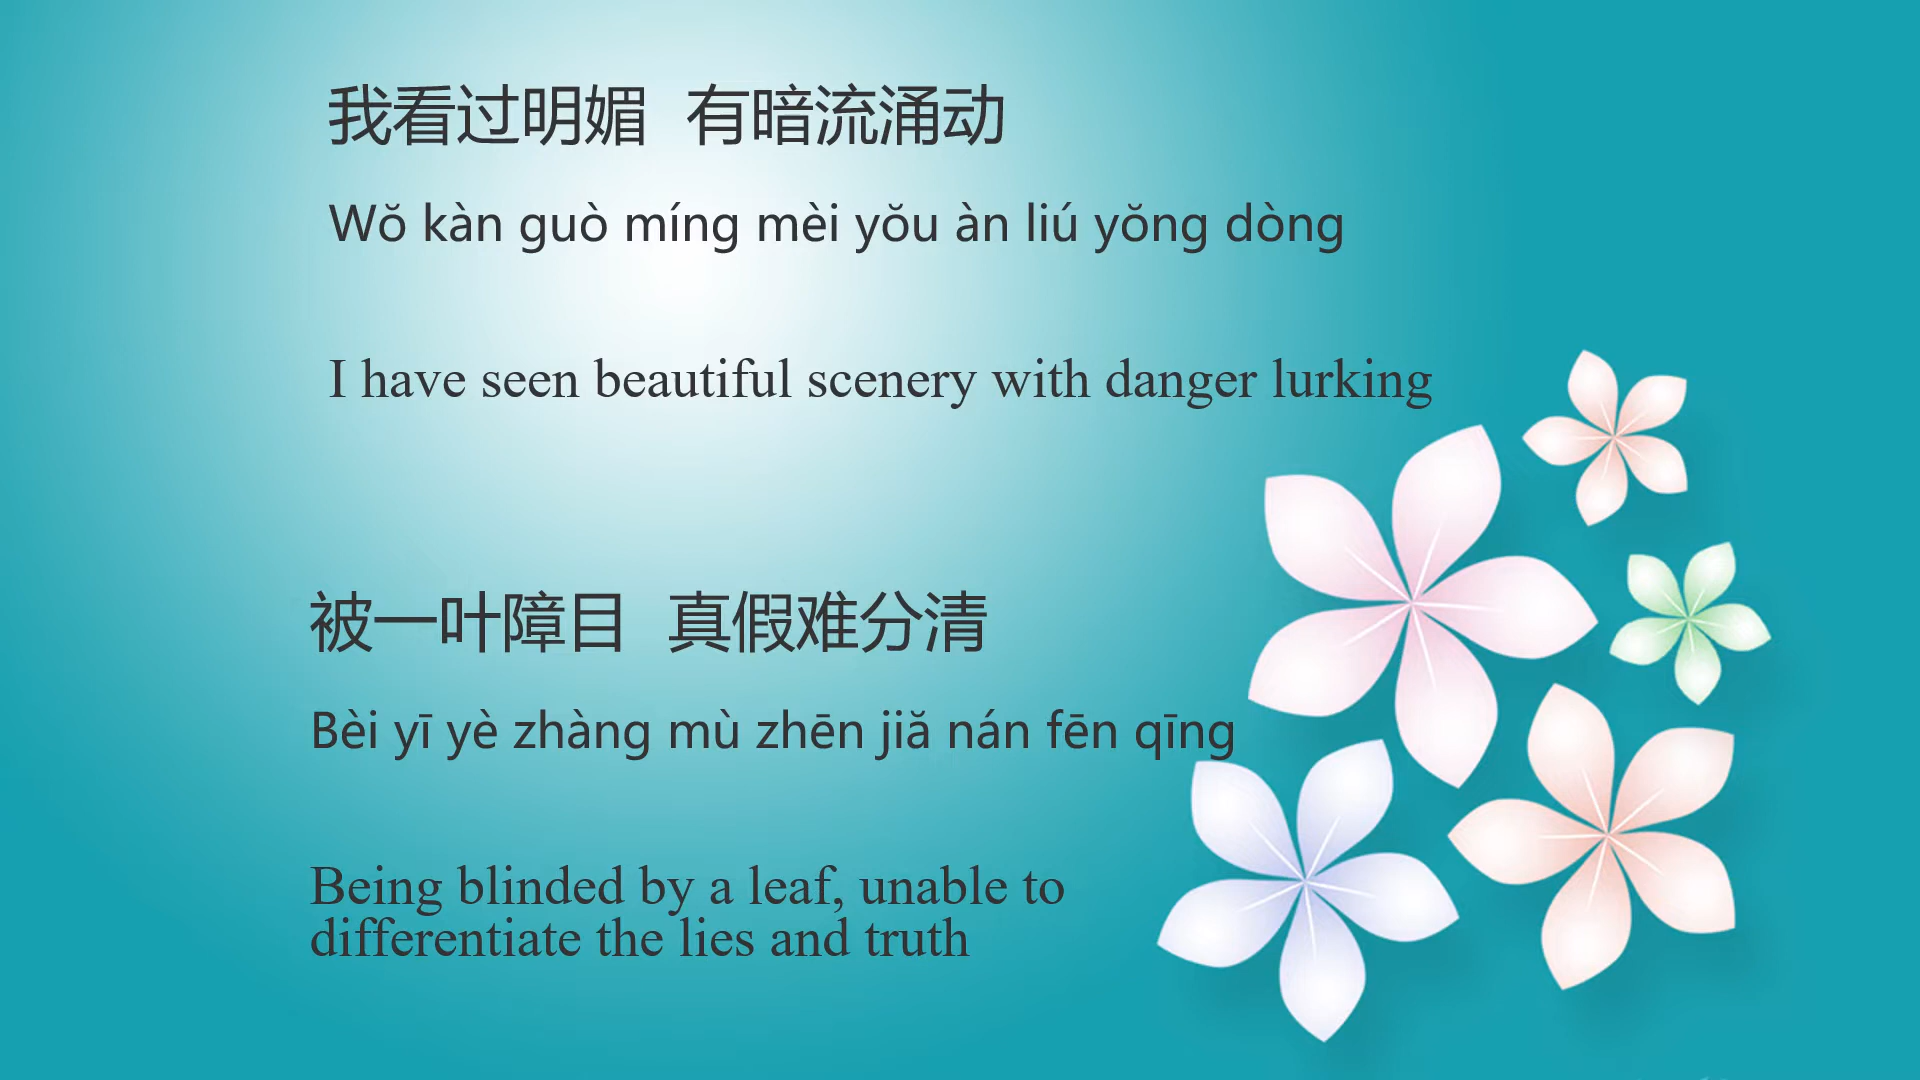 我看过明媚 有暗流涌动
Wǒ kàn guò míng mèi yǒu àn liú yǒng dòng
I have seen beautiful scenery with danger lurking
被一叶障目 真假难分清
Bèi yī yè zhàng mù zhēn jiǎ nán fēn qīng
Being blinded by a leaf, unable to
differentiate the lies and truth